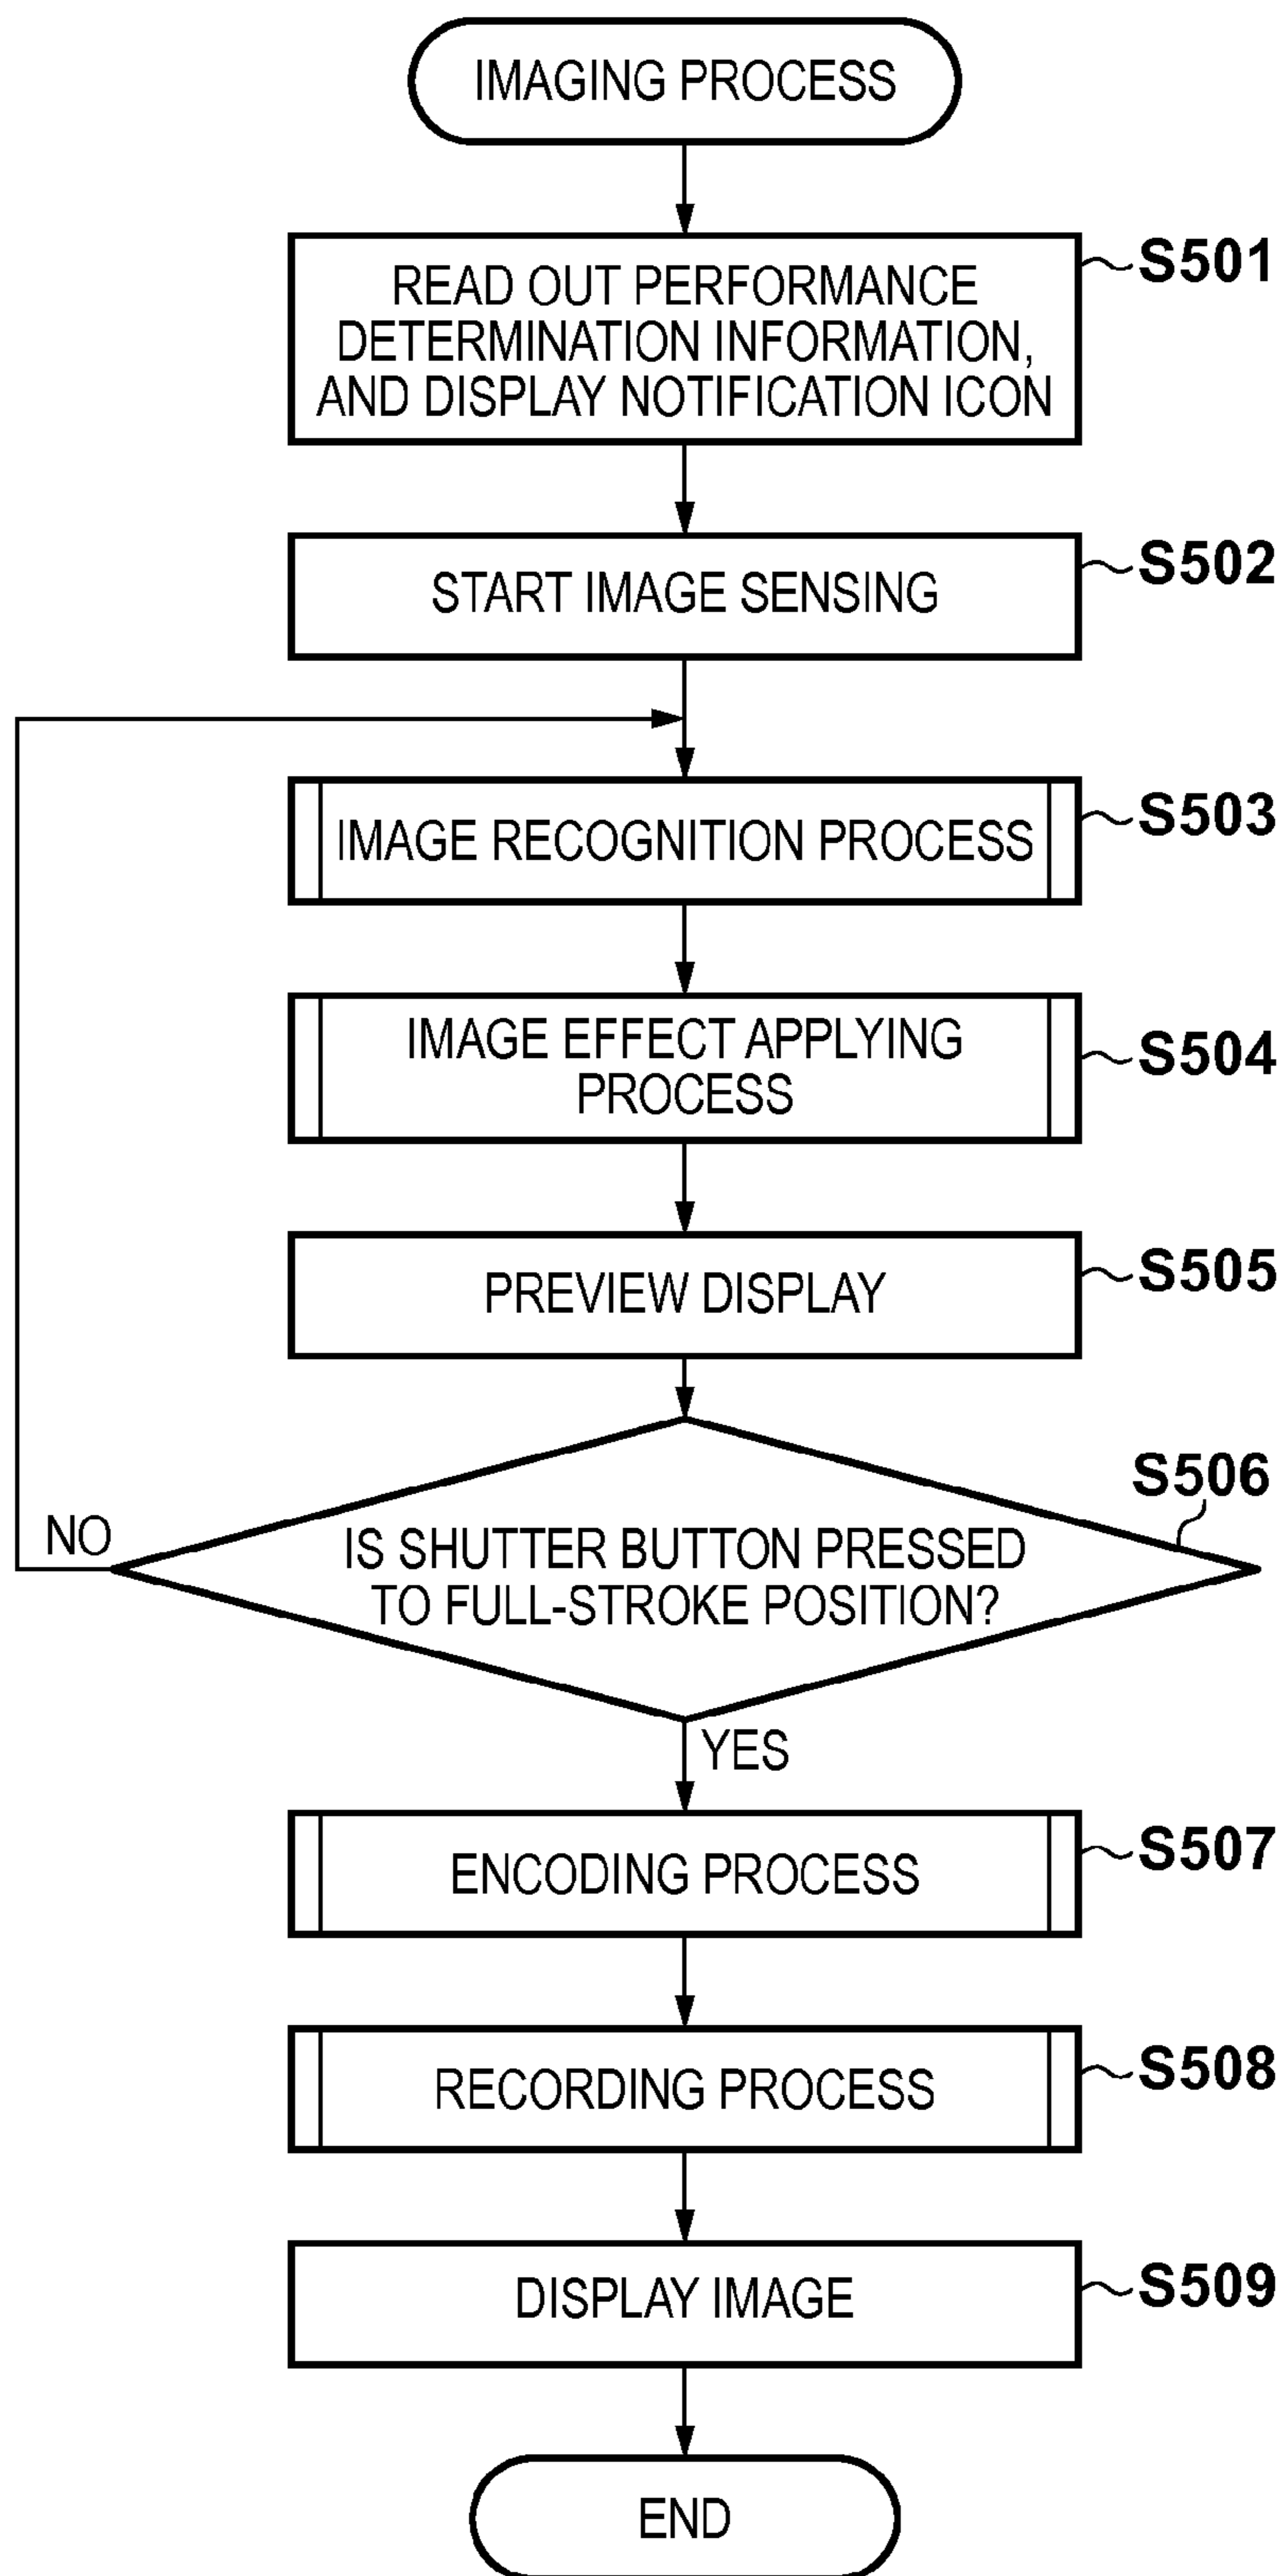 IMAGING PROCESS
READ OUT PERFORMANCE
DETERMINATION INFORMATION,
AND DISPLAY NOTIFICATION ICON
S501
START IMAGE SENSING
S502
IMAGE RECOGNITION PROCESS
S503
IMAGE EFFECT APPLYING
PROCESS
S504
PREVIEW DISPLAY
S505
IS SHUTTER BUTTON PRESSED
TO FULL-STROKE POSITION?
S506
NO
YES
ENCODING PROCESS
S507
RECORDING PROCESS
S508
DISPLAY IMAGE
S509
END